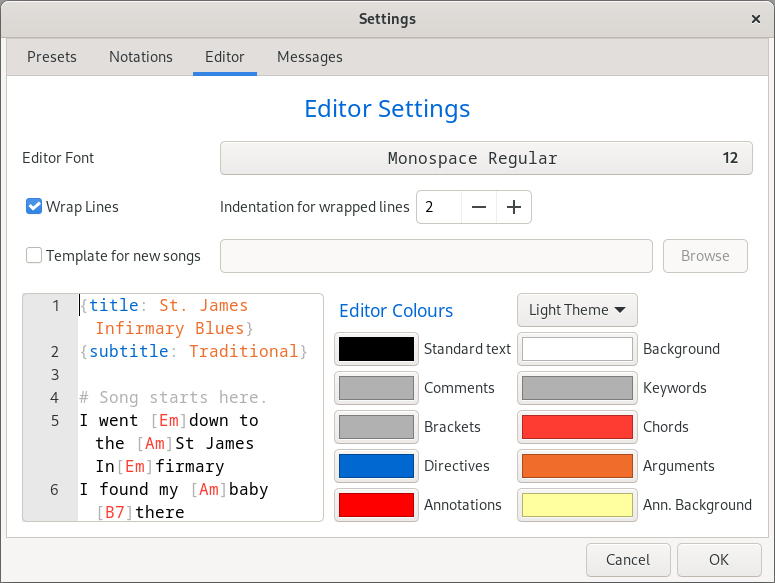 Settings
Presets Notations Editor Messages
Editor Settings
Editor Font Monospace Regular 12
Wrap Lines Indentation for wrapped lines 2
Template for new songs Browse
1 {title: St. James
Infirmary Blues}
2 {subtitle: Traditional}
3
4 # Song starts here.
5 I went [Em]down to
the [Am]St James
In[Em]firmary
6 I found my [Am]baby
[B7]there
Editor Colours Light Theme
Standard text Background
Comments Keywords
Brackets Chords
Directives Arguments
Annotations Ann. Background
Cancel OK